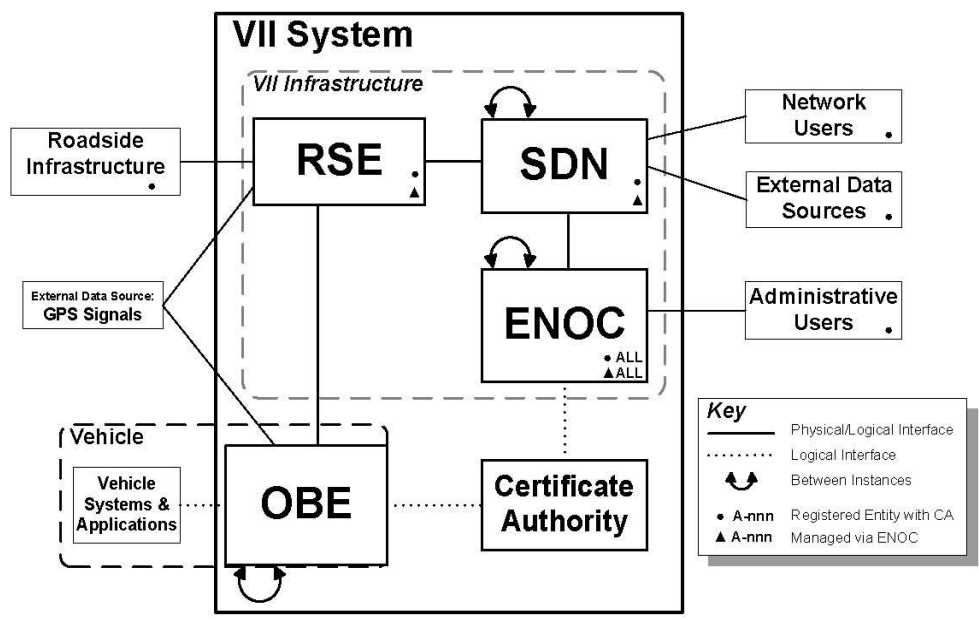 VII System
VII Infrastructure
RSE
SDN
ENOC
● ALL
▲ ALL
Roadside
Infrastructure
External Data Source:
GPS Signals
Network
Users
External Data
Sources
Administrative
Users
Vehicle
Vehicle
Systems &
Applications
OBE
Certificate
Authority
Key
Physical/Logical Interface
Logical Interface
Between Instances
● A-nnn Registered Entity with CA
▲ A-nnn Managed via ENOC